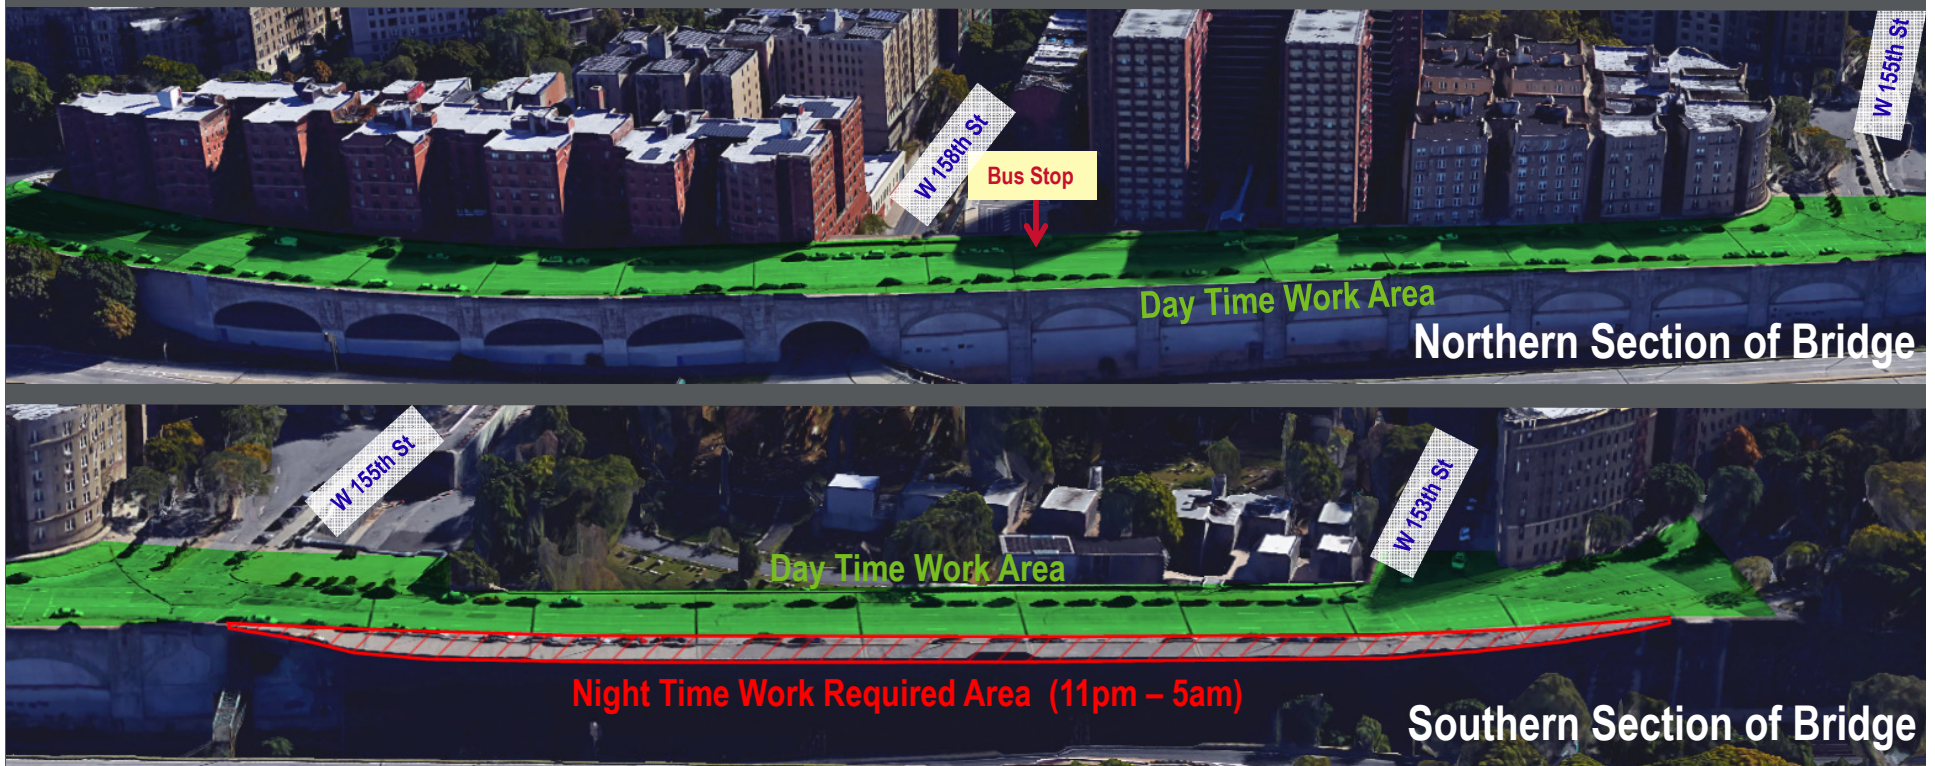 W 155th St
W 158th St
Bus Stop
Day Time Work Area
Northern Section of Bridge
W 155th St
W 153th St
Day Time Work Area
Night Time Work Required Area (11pm – 5am)
Southern Section of Bridge